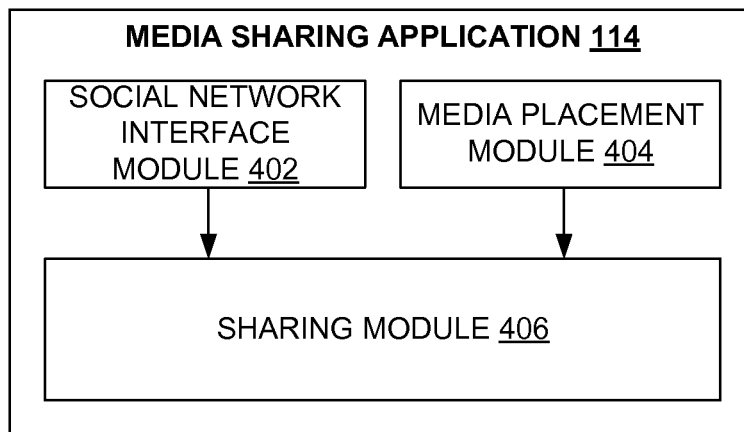 MEDIA SHARING APPLICATION 114
SOCIAL NETWORK
INTERFACE
MODULE 402
MEDIA PLACEMENT
MODULE 404
SHARING MODULE 406